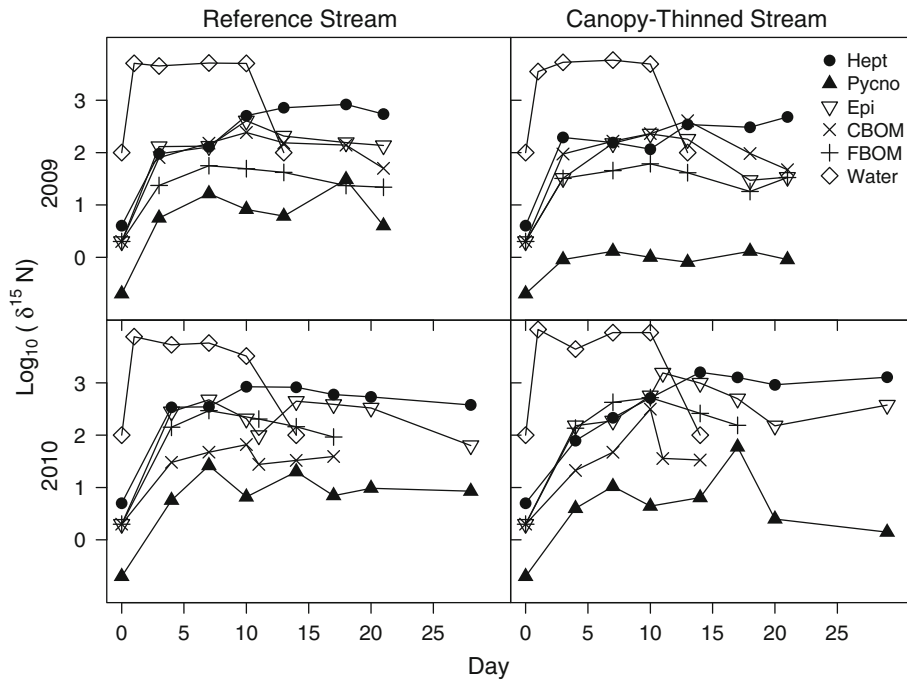 Reference Stream
Canopy-Thinned Stream
Hept
Pycno
Epi
CBOM
FBOM
Water
3
2
1
0
2009
3
2
1
0
2010
Log10 ( δ15 N)
0 5 10 15 20 25
0 5 10 15 20 25
Day